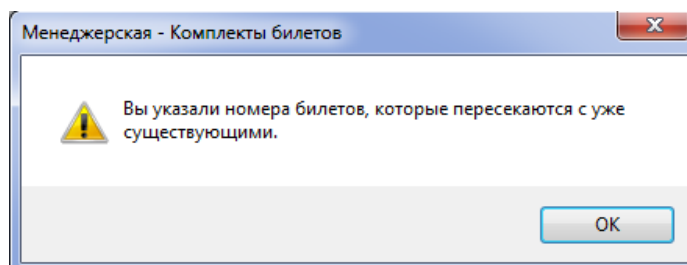 Менеджерская - Комплекты билетов
Вы указали номера билетов, которые пересекаются с уже
существующими.
OK